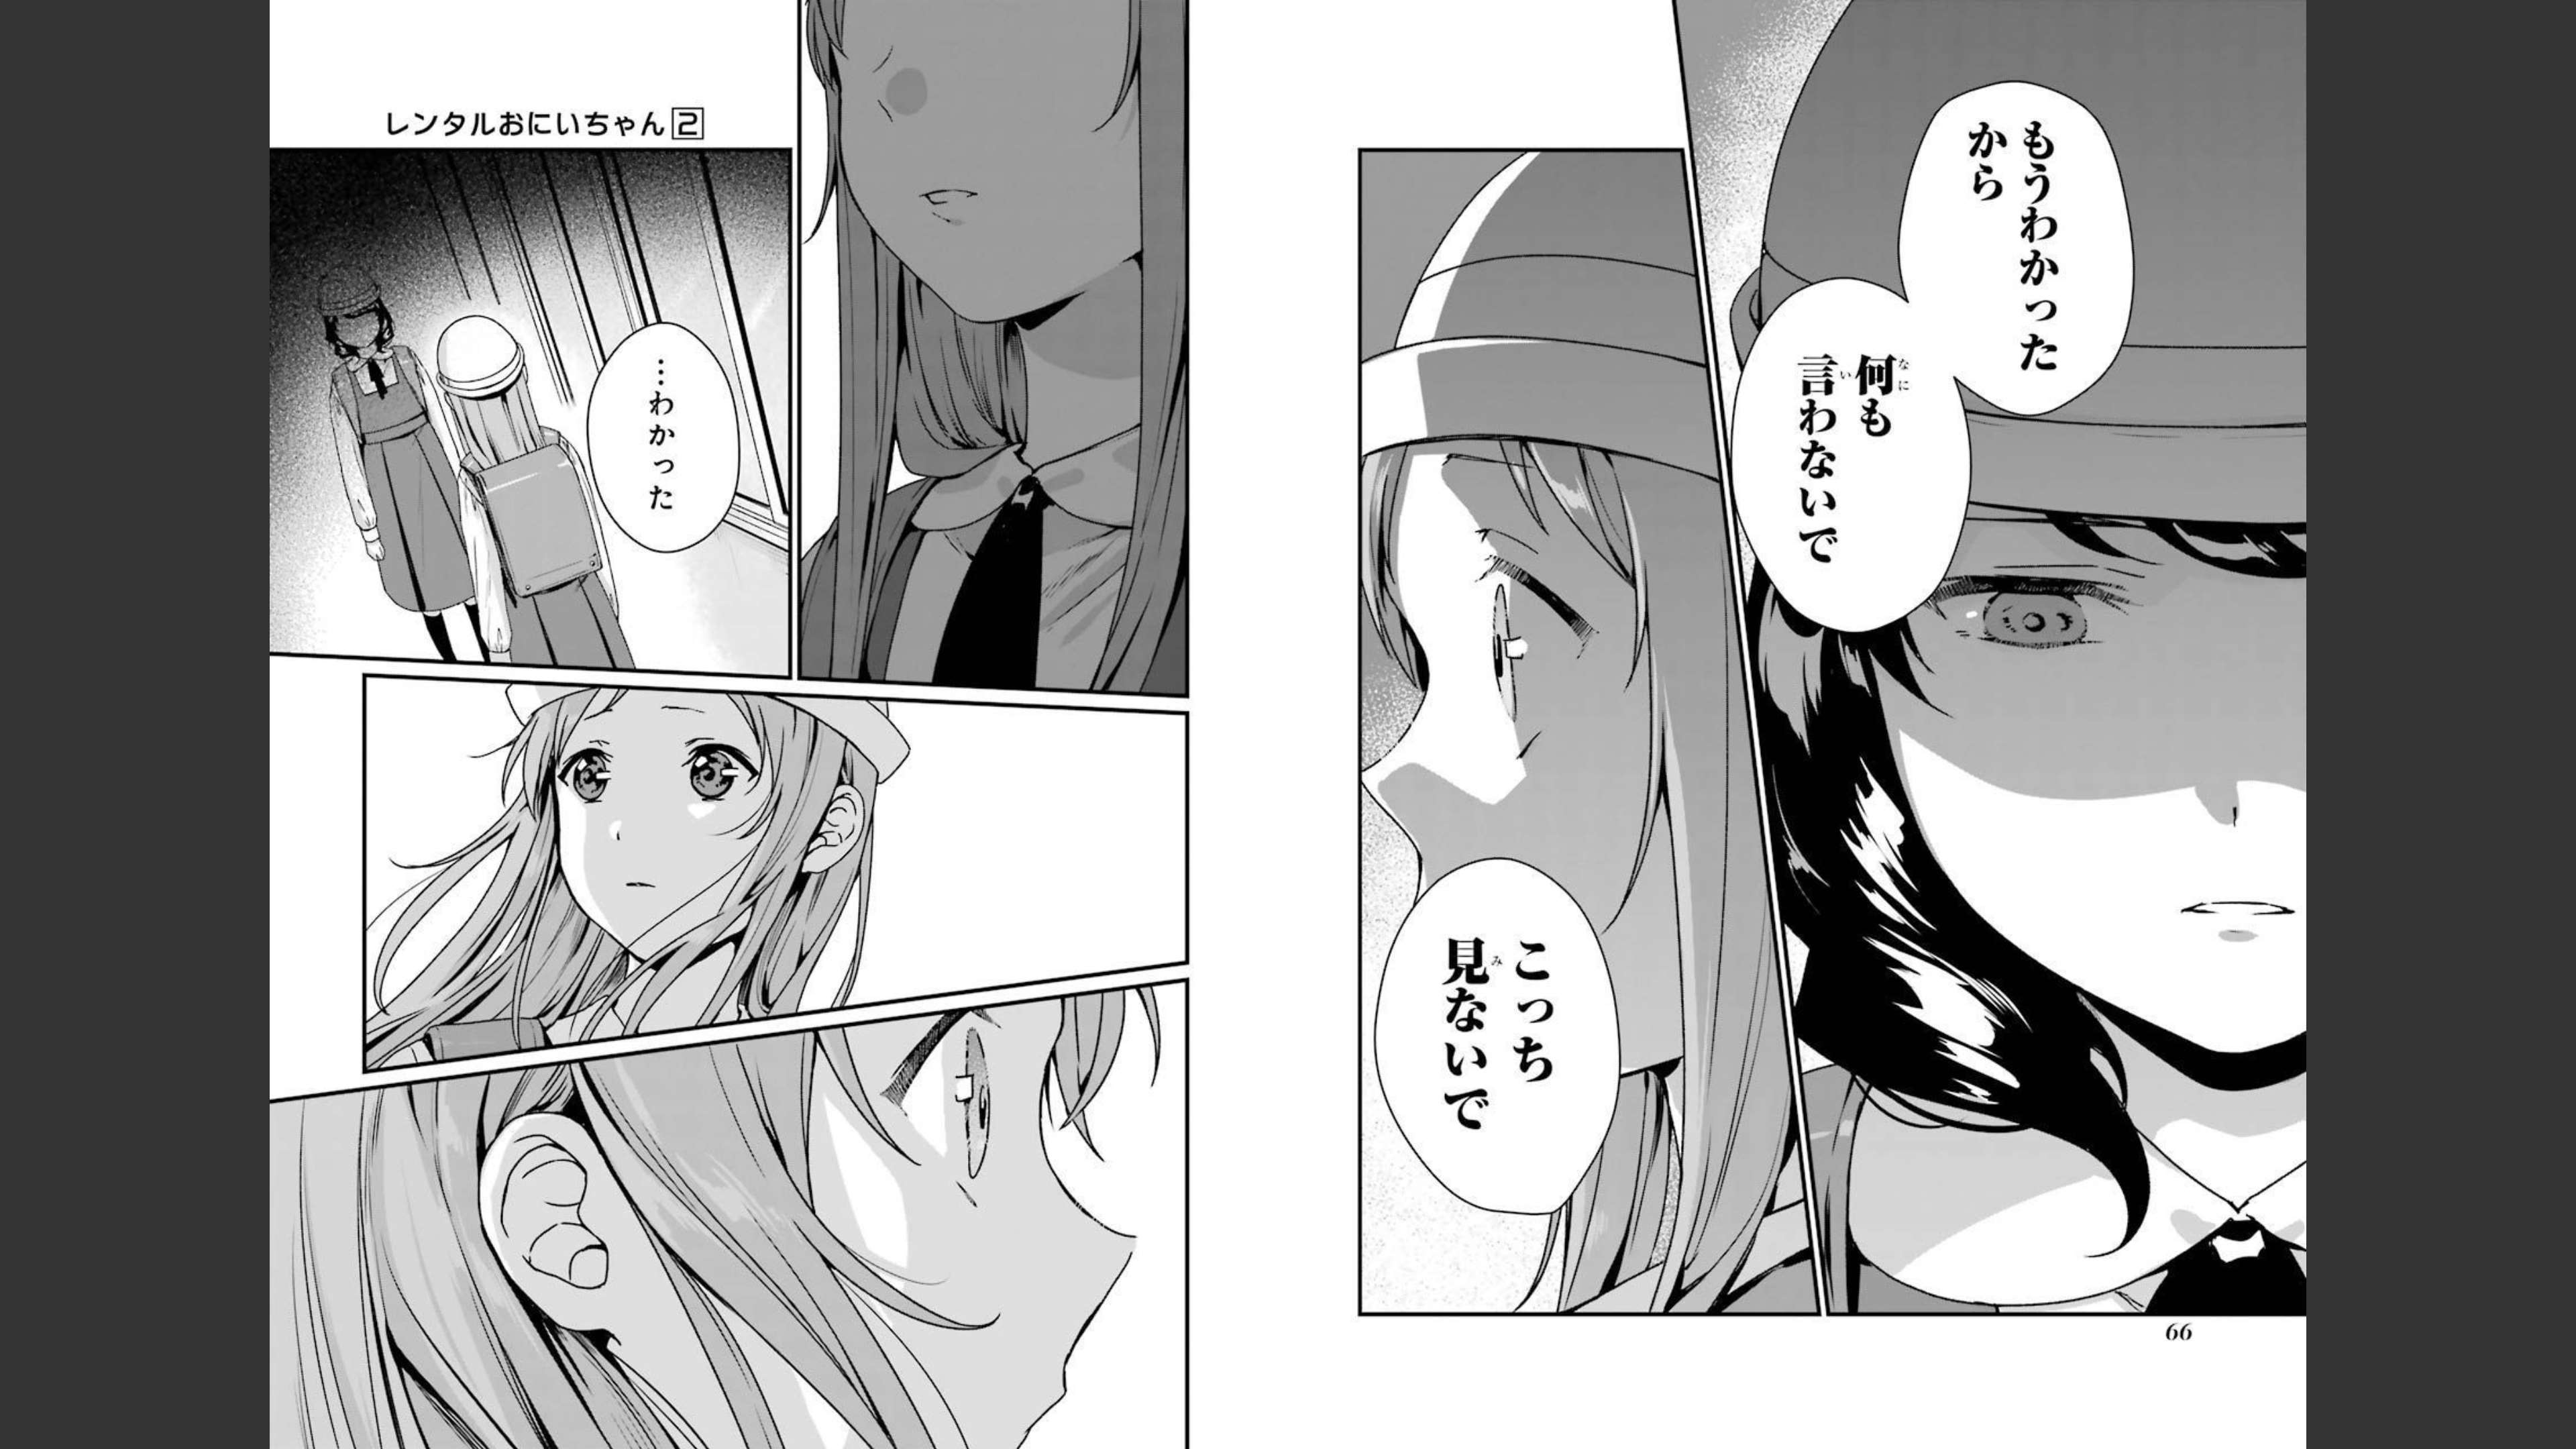 もうわかった
から
何も
言わないで
こっち
見ないで
66
レンタルおにいちゃん2
…わかった